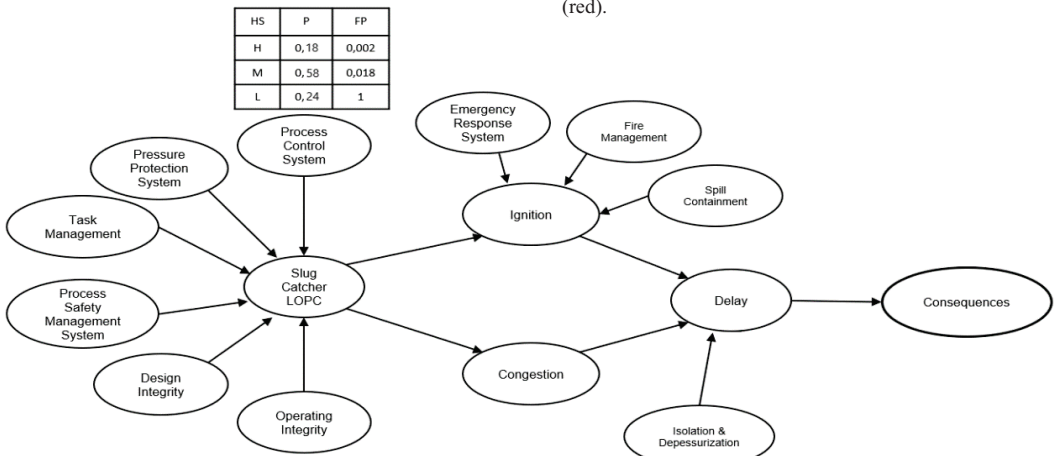 (red).
HS P FP
H 0,18 0,002
M 0,58 0,018
L 0,24 1
Process
Control
System
Pressure
Protection
System
Task
Management
Process
Safety
Management
System
Design
Integrity
Operating
Integrity
Slug
Catcher
LOPC
Emergency
Response
System
Fire
Management
Spill
Containment
Ignition
Congestion
Delay
Isolation &
Depressurization
Consequences